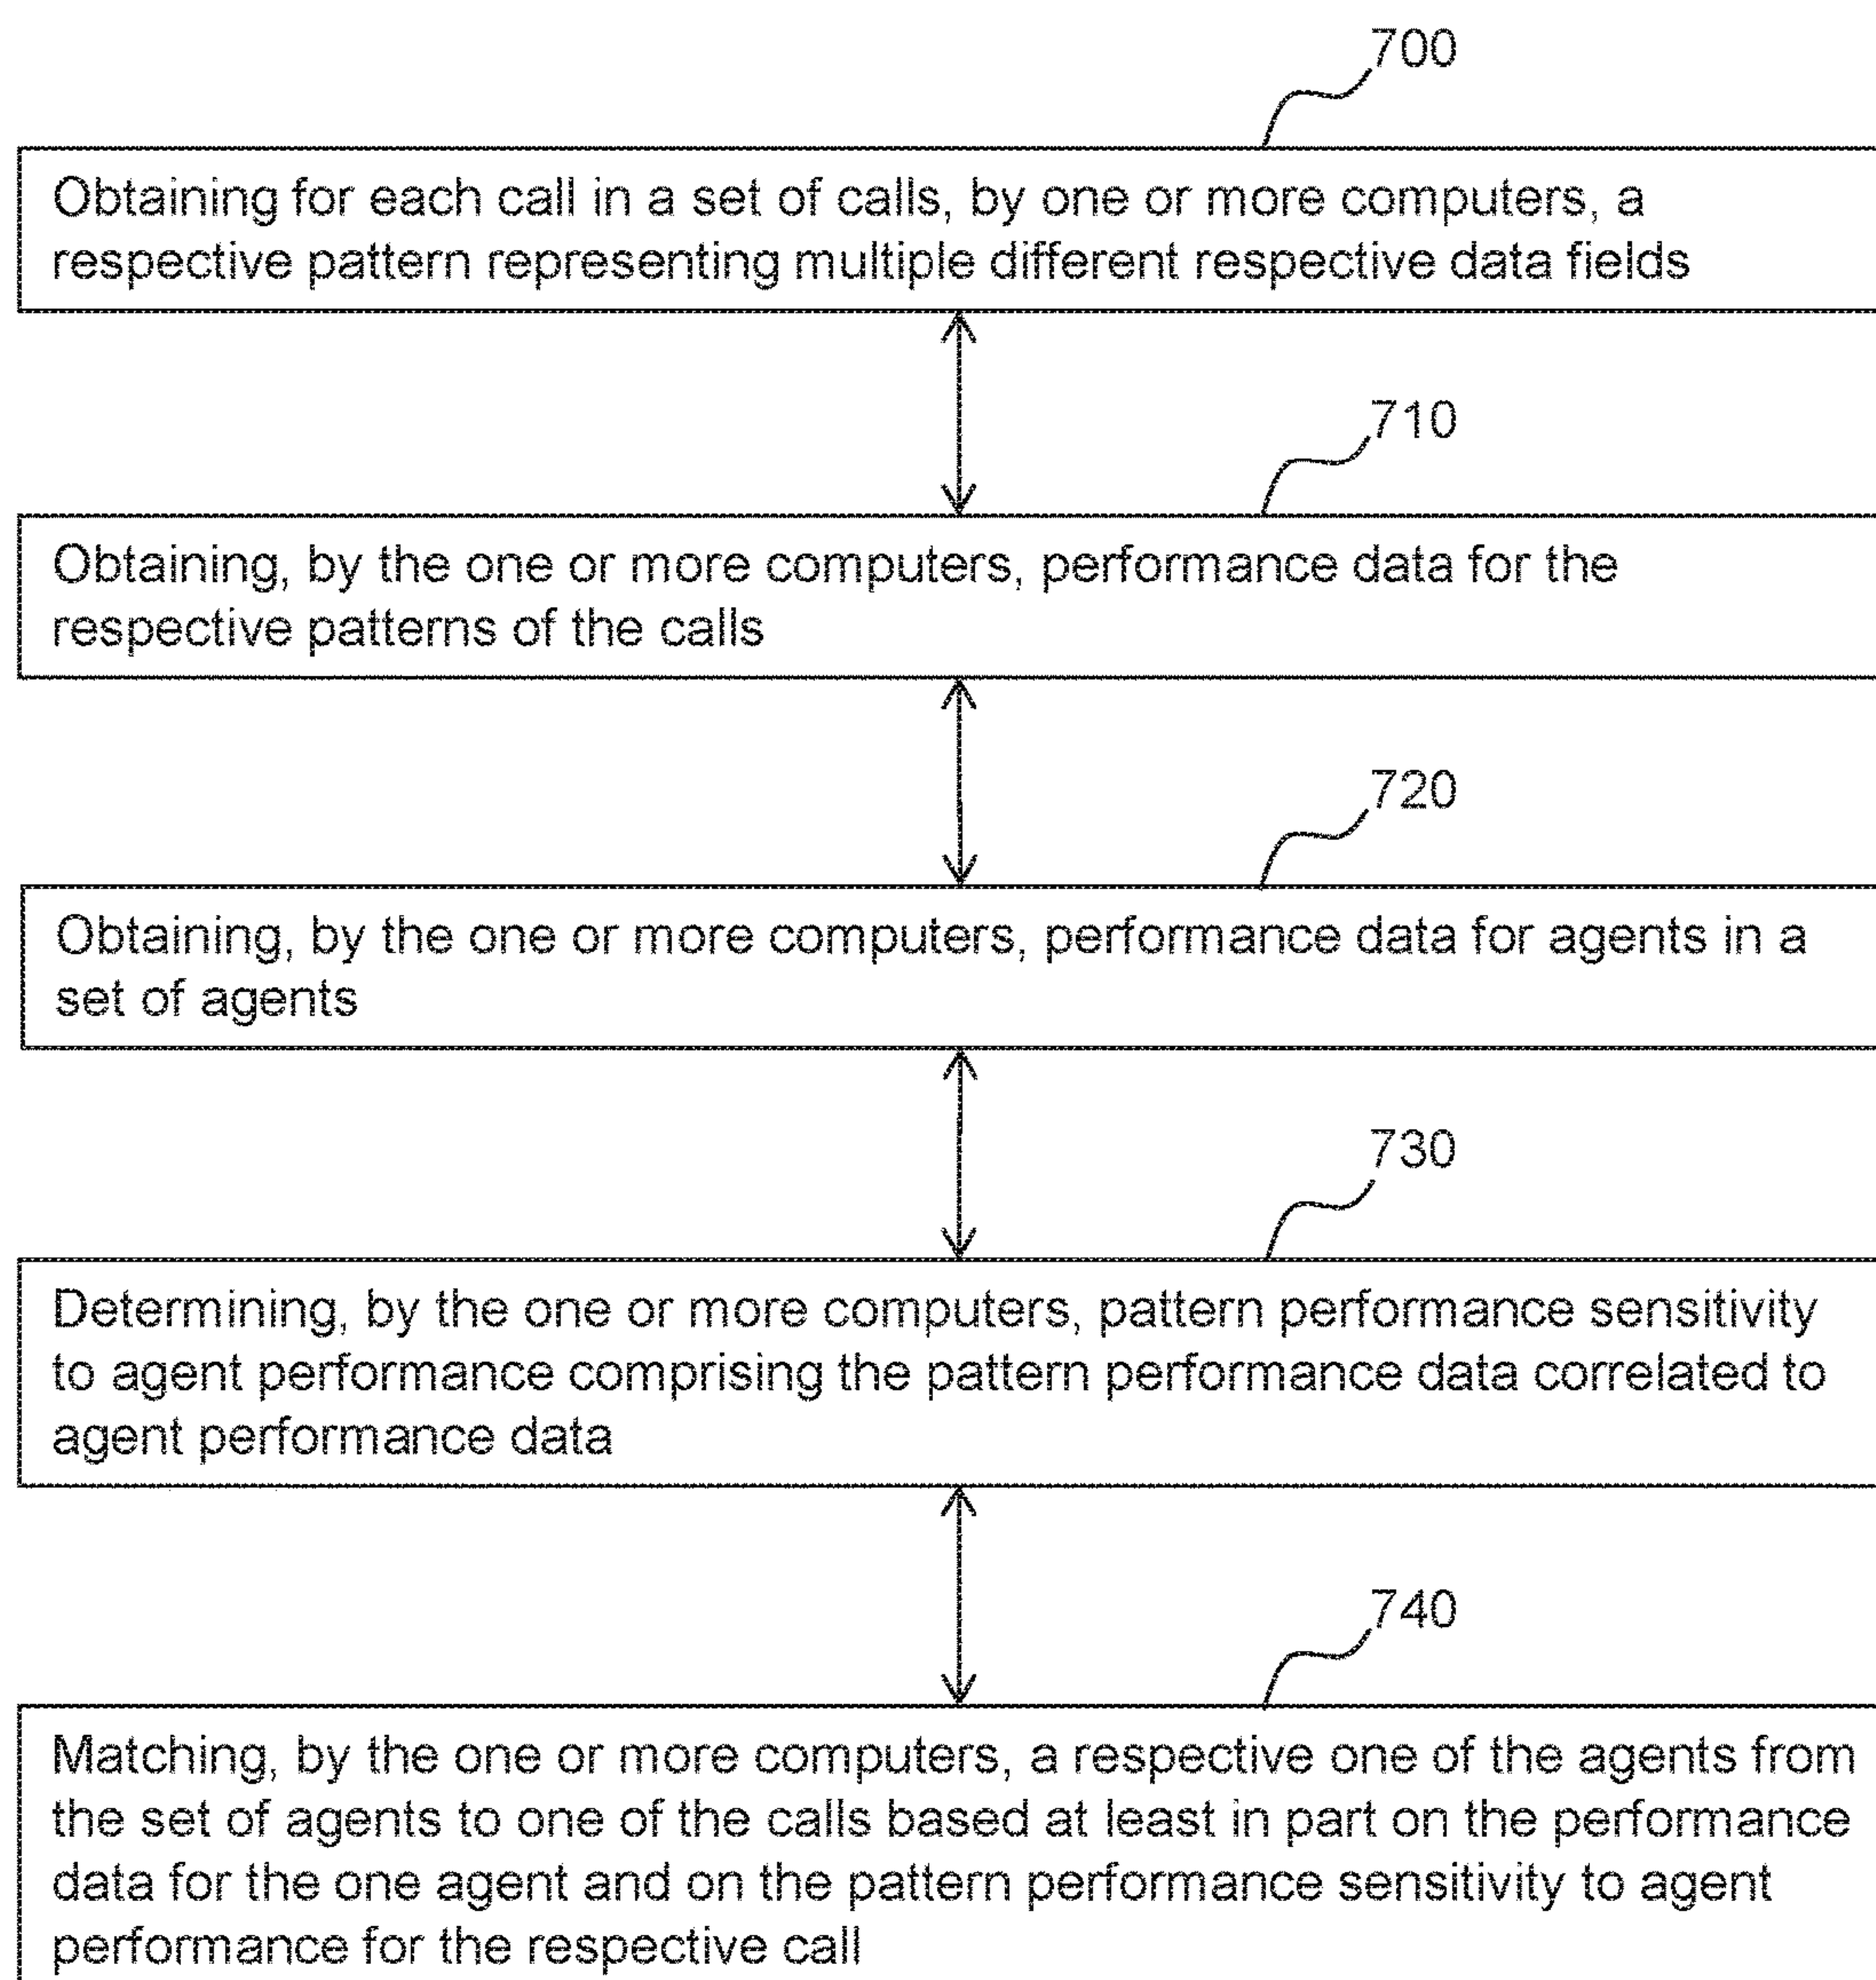 700
Obtaining for each call in a set of calls, by one or more computers, a
respective pattern representing multiple different respective data fields
710
Obtaining, by the one or more computers, performance data for the
respective patterns of the calls
720
Obtaining, by the one or more computers, performance data for agents in a
set of agents
730
Determining, by the one or more computers, pattern performance sensitivity
to agent performance comprising the pattern performance data correlated to
agent performance data
740
Matching, by the one or more computers, a respective one of the agents from
the set of agents to one of the calls based at least in part on the performance
data for the one agent and on the pattern performance sensitivity to agent
performance for the respective call